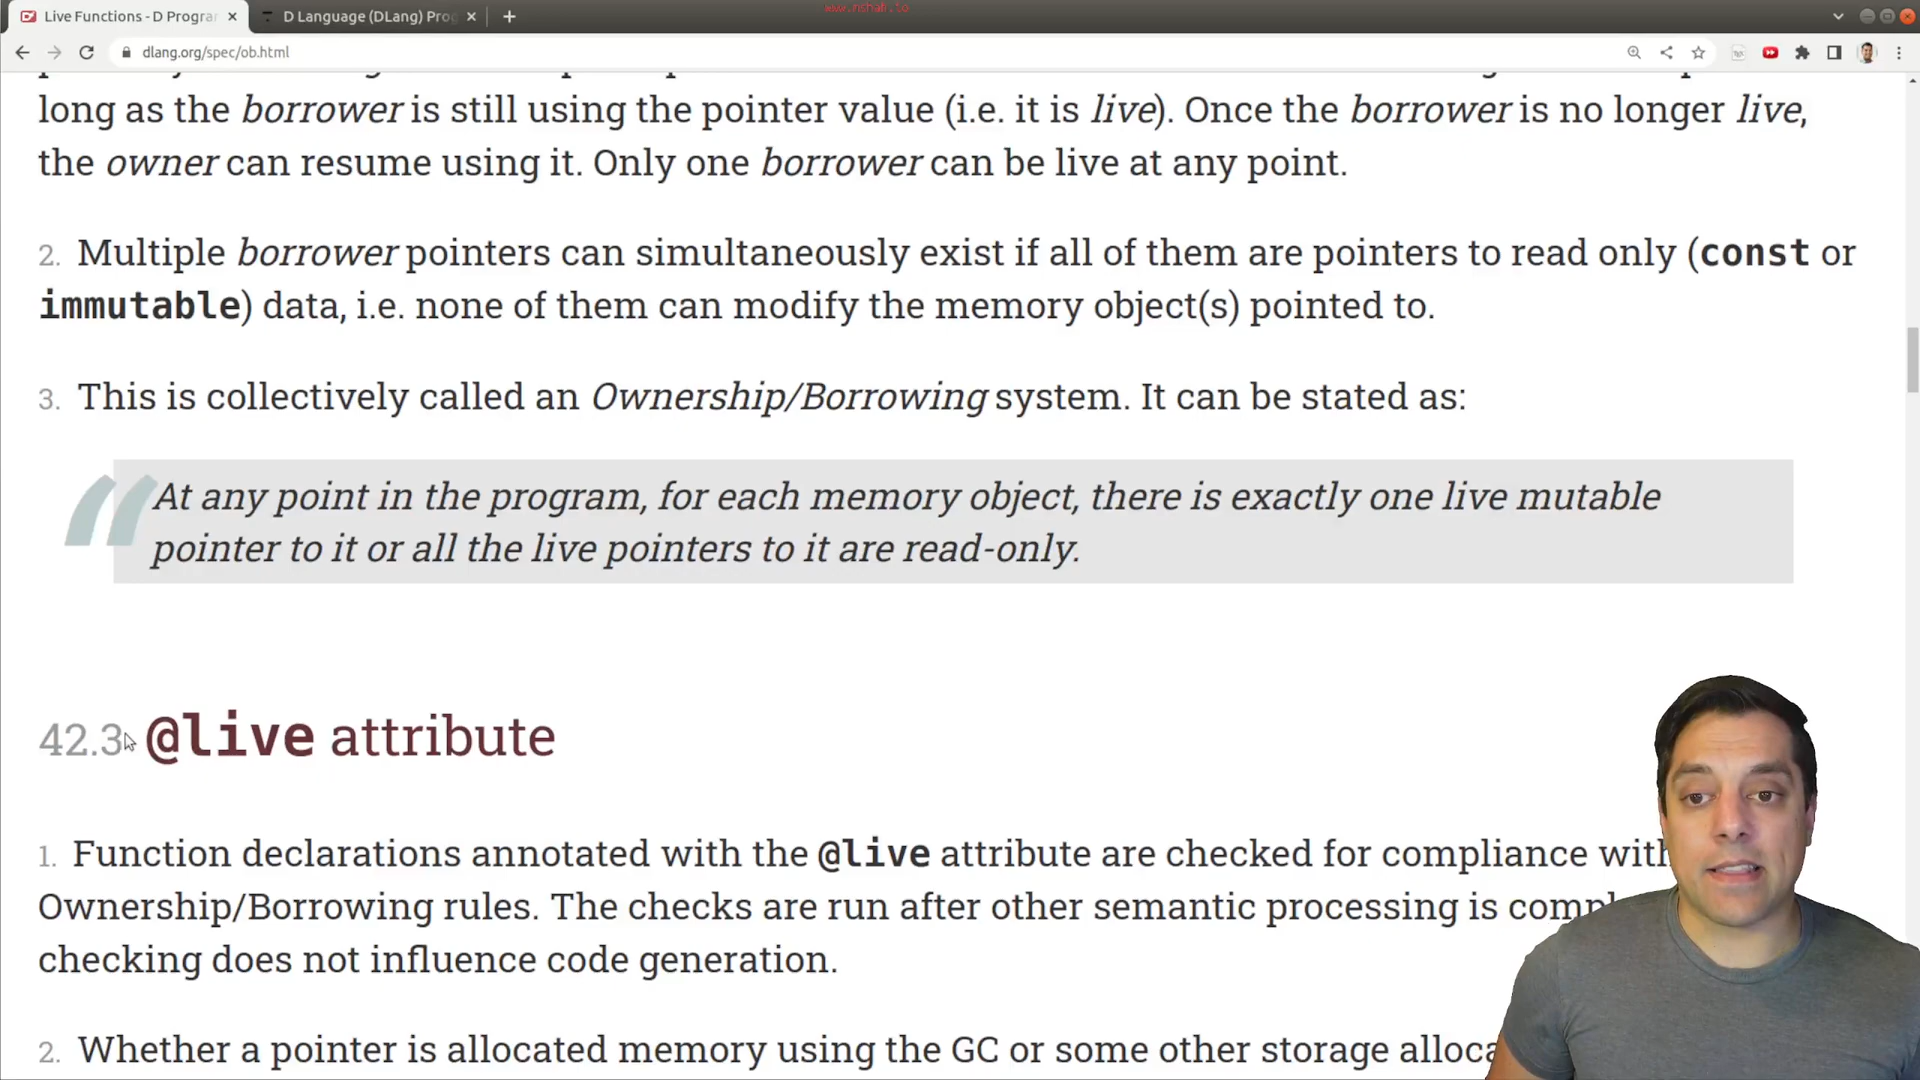 Live Functions - D Progra
D Language (DLang) Pro
www.mshah.io
dlang.org/spec/ob.html
long as the borrower is still using the pointer value (i.e. it is live). Once the borrower is no longer live,
the owner can resume using it. Only one borrower can be live at any point.
2. Multiple borrower pointers can simultaneously exist if all of them are pointers to read only (const or
immutable) data, i.e. none of them can modify the memory object(s) pointed to.
3. This is collectively called an Ownership/Borrowing system. It can be stated as:
“At any point in the program, for each memory object, there is exactly one live mutable
pointer to it or all the live pointers to it are read-only.
42.3 @live attribute
1. Function declarations annotated with the @live attribute are checked for compliance with
Ownership/Borrowing rules. The checks are run after other semantic processing is compl
checking does not influence code generation.
2. Whether a pointer is allocated memory using the GC or some other storage alloca